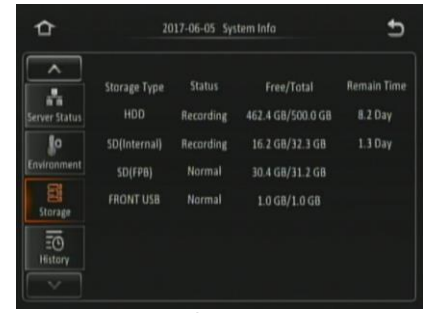 2017-06-05 System Info
Storage Type Status Free/Total Remain Time
HDD Recording 462.4 GB/500.0 GB 8.2 Day
SD(Internal) Recording 16.2 GB/32.3 GB 1.3 Day
SD(FPB) Normal 30.4 GB/31.2 GB
FRONT USB Normal 1.0 GB/1.0 GB
Server Status
Environment
Storage
History